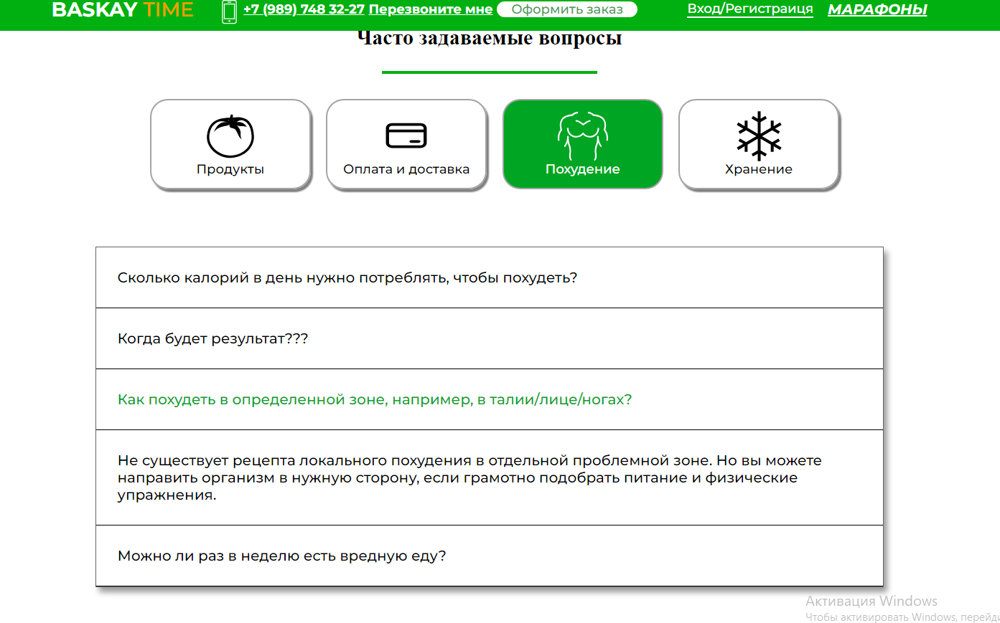 BASKAY TIME +7 (989) 748 32-27 Перезвоните мне Оформить заказ Вход/Регистраиця МАРАФОНЫ
Часто задаваемые вопросы
Продукты Оплата и доставка Похудение Хранение
Сколько калорий в день нужно потреблять, чтобы похудеть?
Когда будет результат???
Как похудеть в определенной зоне, например, в талии/лице/ногах?
Не существует рецепта локального похудения в отдельной проблемной зоне. Но вы можете
направить организм в нужную сторону, если грамотно подобрать питание и физические
упражнения.
Можно ли раз в неделю есть вредную еду?
Активация Windows
Чтобы активировать Windows, перейди